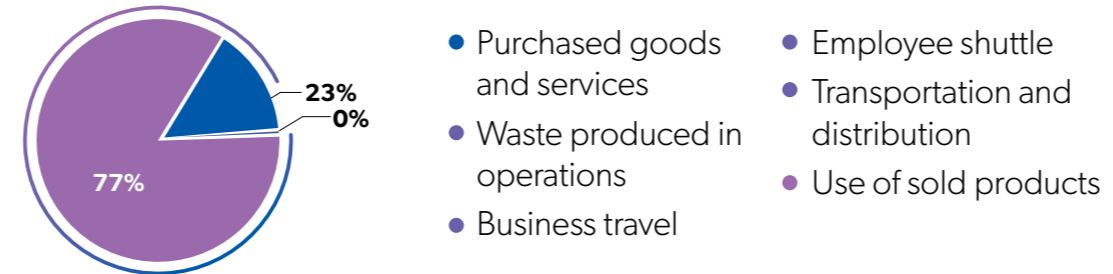 23%
0%
77%
Purchased goods
and services
Waste produced in
operations
Business travel
Employee shuttle
Transportation and
distribution
Use of sold products